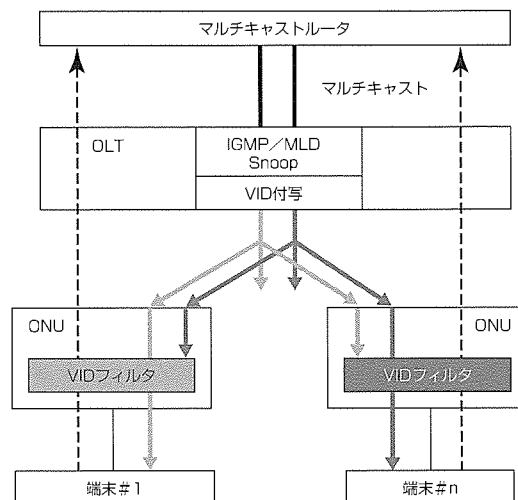 マルチキャストルータ
マルチキャスト
OLT
IGMP／MLD
Snoop
VID付写
ONU
ONU
VIDフィルタ
VIDフィルタ
端末#1
端末#n